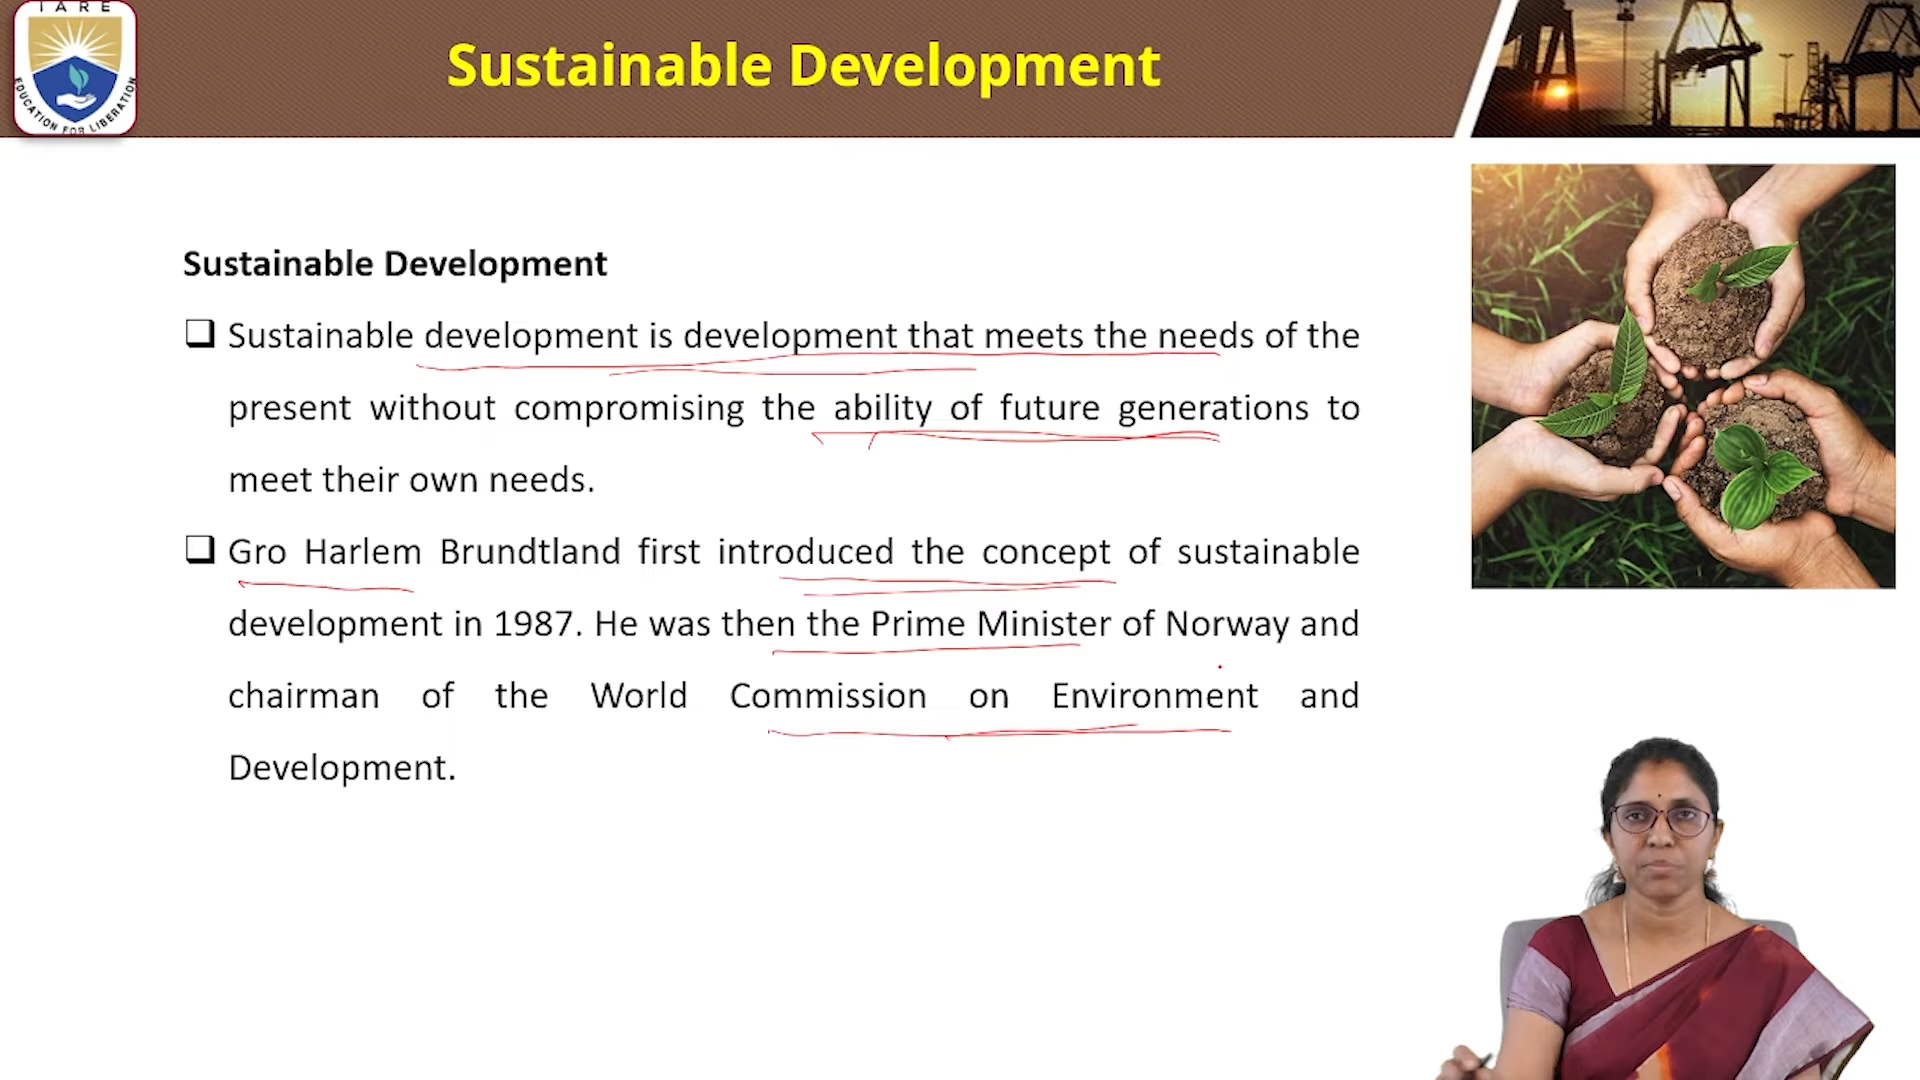 IARE
EDUCATION FOR LIBERATION
Sustainable Development
Sustainable Development
❑ Sustainable development is development that meets the needs of the
present without compromising the ability of future generations to
meet their own needs.
❑ Gro Harlem Brundtland first introduced the concept of sustainable
development in 1987. He was then the Prime Minister of Norway and
chairman of the World Commission on Environment and
Development.